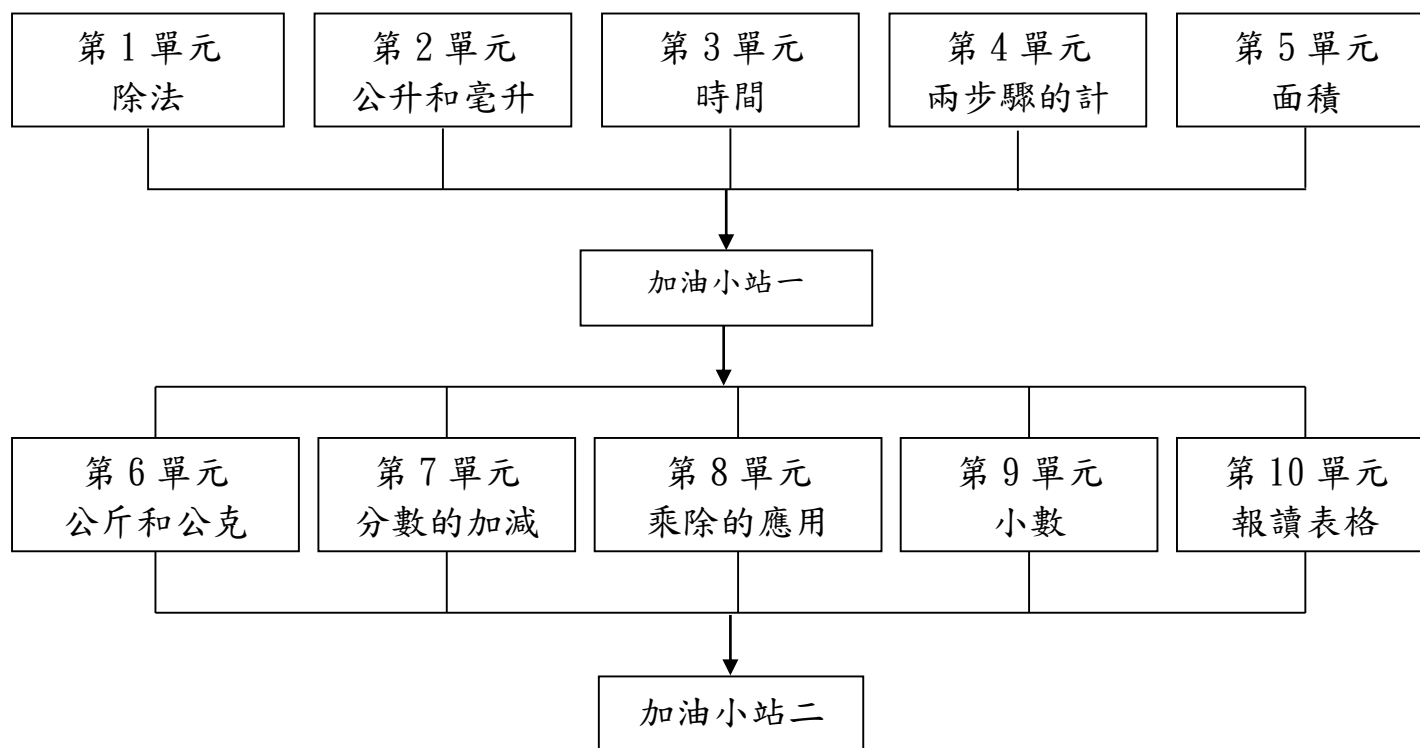 第 1 單元
除法
第 2 單元
公升和毫升
第 3 單元
時間
第 4 單元
兩步驟的計
第 5 單元
面積
加油小站一
第 6 單元
公斤和公克
第 7 單元
分數的加減
第 8 單元
乘除的應用
第 9 單元
小數
第 10 單元
報讀表格
加油小站二